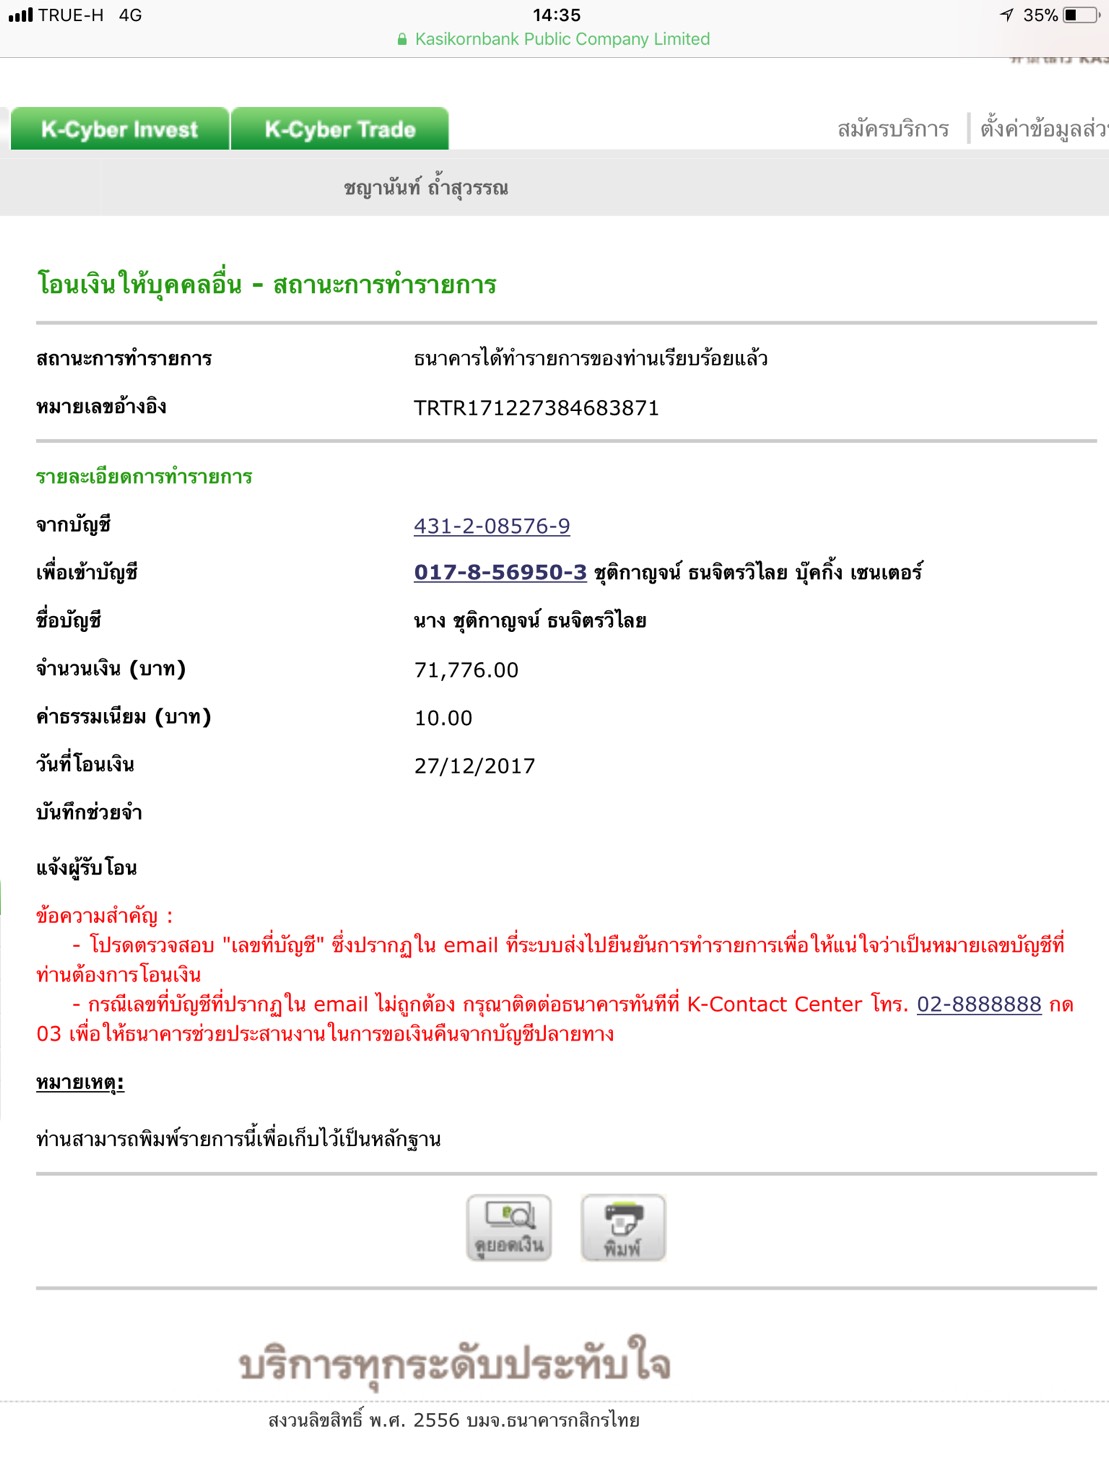 TRUE-H 4G 14:35 35%
Kasikornbank Public Company Limited
K-Cyber Invest K-Cyber Trade สมัครบริการ ตั้งค่าข้อมูลส่ว
ชญานันท์ ถ้ำสุวรรณ
โอนเงินให้บุคคลอื่น - สถานะการทำรายการ
สถานะการทำรายการ ธนาคารได้ทำรายการของท่านเรียบร้อยแล้ว
หมายเลขอ้างอิง TRTR171227384683871
รายละเอียดการทำรายการ
จากบัญชี 431-2-08576-9
เพื่อเข้าบัญชี 017-8-56950-3 ชุติกาญจน์ ธนจิตรวิไลย บุ๊คกิ้ง เซนเตอร์
ชื่อบัญชี นาง ชุติกาญจน์ ธนจิตรวิไลย
จำนวนเงิน (บาท) 71,776.00
ค่าธรรมเนียม (บาท) 10.00
วันที่โอนเงิน 27/12/2017
บันทึกช่วยจำ
แจ้งผู้รับโอน
ข้อความสำคัญ :
- โปรดตรวจสอบ "เลขที่บัญชี" ซึ่งปรากฏใน email ที่ระบบส่งไปยืนยันการทำรายการเพื่อให้แน่ใจว่าเป็นหมายเลขบัญชีที่
ท่านต้องการโอนเงิน
- กรณีเลขที่บัญชีที่ปรากฏใน email ไม่ถูกต้อง กรุณาติดต่อธนาคารทันทีที่ K-Contact Center โทร. 02-8888888 กด
03 เพื่อให้ธนาคารช่วยประสานงานในการขอเงินคืนจากบัญชีปลายทาง
หมายเหตุ:
ท่านสามารถพิมพ์รายการนี้เพื่อเก็บไว้เป็นหลักฐาน
ดูยอดเงิน พิมพ์
บริการทุกระดับประทับใจ
สงวนลิขสิทธิ์ พ.ศ. 2556 บมจ.ธนาคารกสิกรไทย